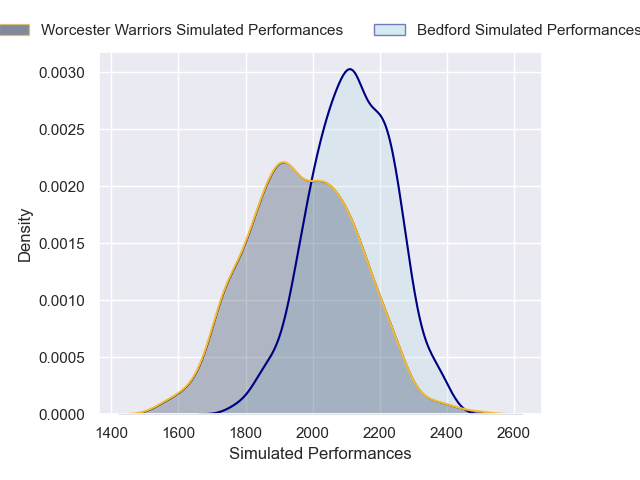 Worcester Warriors Simulated Performances
Bedford Simulated Performances
0.0030
0.0025
0.0020
0.0015
0.0010
0.0005
0.0000
Density
1400 1600 1800 2000 2200 2400 2600
Simulated Performances